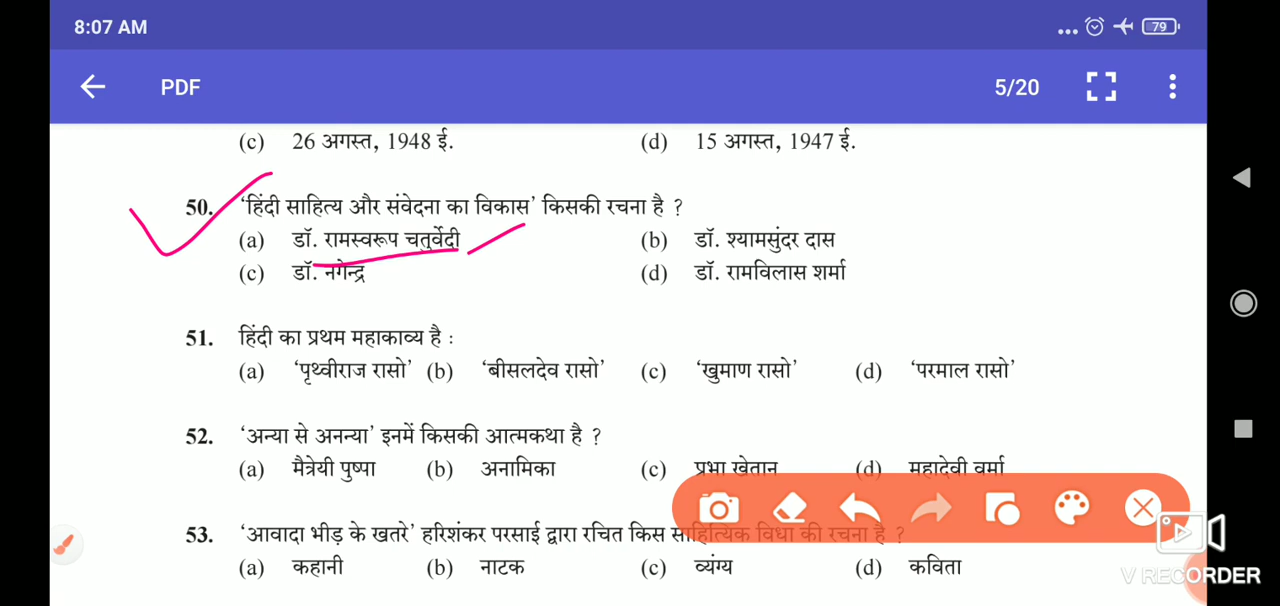 8:07 AM
79
PDF
5/20
(c) 26 अगस्त, 1948 ई. (d) 15 अगस्त, 1947 ई.
50. 'हिंदी साहित्य और संवेदना का विकास' किसकी रचना है ?
(a) डॉ. रामस्वरूप चतुर्वेदी (b) डॉ. श्यामसुंदर दास
(c) डॉ. नगेन्द्र (d) डॉ. रामविलास शर्मा
51. हिंदी का प्रथम महाकाव्य है :
(a) 'पृथ्वीराज रासो' (b) 'बीसलदेव रासो' (c) 'खुमाण रासो' (d) 'परमाल रासो'
52. 'अन्या से अनन्या' इनमें किसकी आत्मकथा है ?
(a) मैत्रेयी पुष्पा (b) अनामिका (c) प्रभा खेतान (d) महादेवी वर्मा
53. 'आवादा भीड़ के खतरे' हरिशंकर परसाई द्वारा रचित किस साहित्यिक विधा की रचना है ?
(a) कहानी (b) नाटक (c) व्यंग्य (d) कविता
V RECORDER